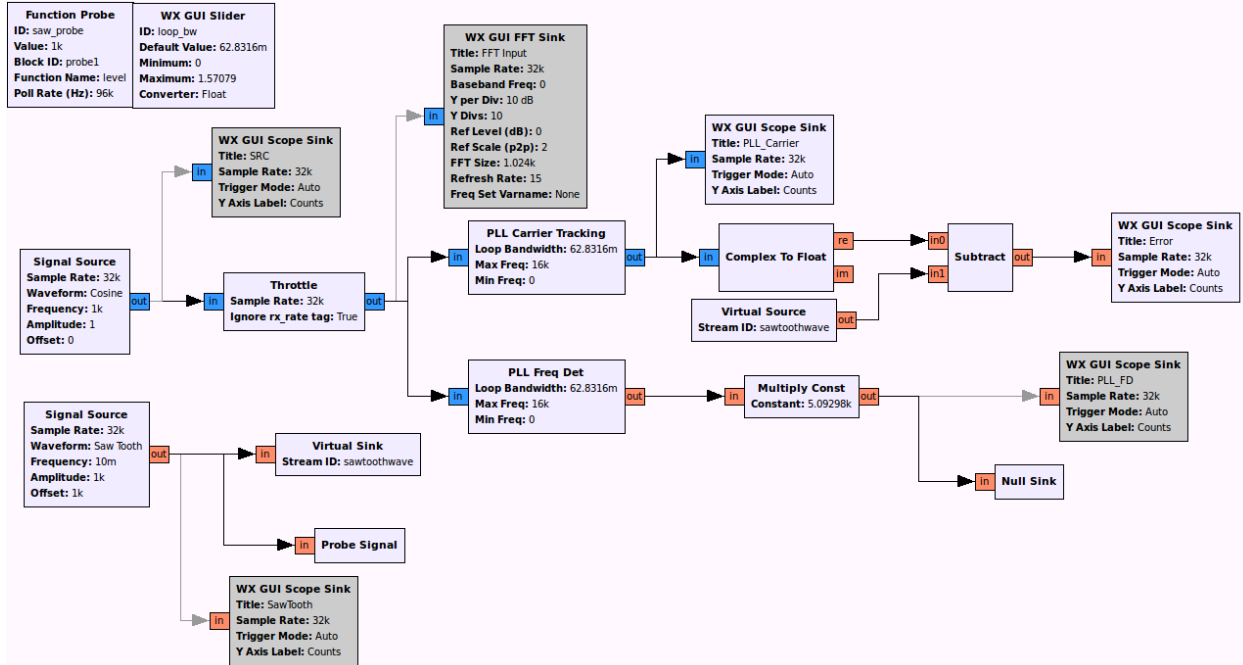 Function Probe
ID: saw_probe
Value: 1k
Block ID: probe1
Function Name: level
Poll Rate (Hz): 96k
WX GUI Slider
ID: loop_bw
Default Value: 62.8316m
Minimum: 0
Maximum: 1.57079
Converter: Float
WX GUI FFT Sink
Title: FFT Input
Sample Rate: 32k
Baseband Freq: 0
Y per Div: 10 dB
Y Divs: 10
Ref Level (dB): 0
Ref Scale (p2p): 2
FFT Size: 1.024k
Refresh Rate: 15
Freq Set Varname: None
in
WX GUI Scope Sink
Title: SRC
Sample Rate: 32k
Trigger Mode: Auto
Y Axis Label: Counts
in
WX GUI Scope Sink
Title: PLL_Carrier
Sample Rate: 32k
Trigger Mode: Auto
Y Axis Label: Counts
in
Signal Source
Sample Rate: 32k
Waveform: Cosine
Frequency: 1k
Amplitude: 1
Offset: 0
out
in
Throttle
Sample Rate: 32k
Ignore rx_rate tag: True
out
in
PLL Carrier Tracking
Loop Bandwidth: 62.8316m
Max Freq: 16k
Min Freq: 0
out
in
Complex To Float
re
im
in0
in1
Subtract
out
in
WX GUI Scope Sink
Title: Error
Sample Rate: 32k
Trigger Mode: Auto
Y Axis Label: Counts
Virtual Source
Stream ID: sawtoothwave
out
in
PLL Freq Det
Loop Bandwidth: 62.8316m
Max Freq: 16k
Min Freq: 0
out
in
Multiply Const
Constant: 5.09298k
out
in
WX GUI Scope Sink
Title: PLL_FD
Sample Rate: 32k
Trigger Mode: Auto
Y Axis Label: Counts
in
Null Sink
Signal Source
Sample Rate: 32k
Waveform: Saw Tooth
Frequency: 10m
Amplitude: 1k
Offset: 1k
out
in
Virtual Sink
Stream ID: sawtoothwave
in
Probe Signal
in
WX GUI Scope Sink
Title: SawTooth
Sample Rate: 32k
Trigger Mode: Auto
Y Axis Label: Counts